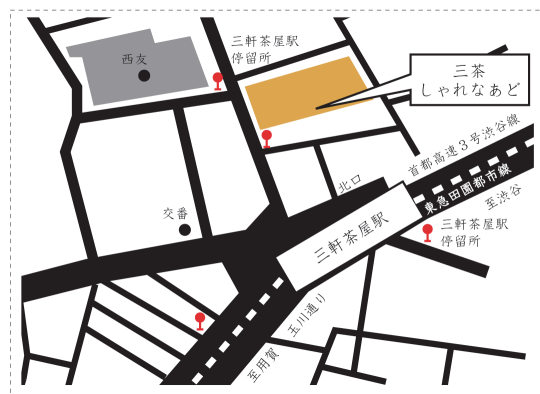 三軒茶屋駅
停留所
西友
三茶
しゃれなあど
首都高速３号渋谷線
東急田園都市線
至渋谷
北口
交番
三軒茶屋駅
三軒茶屋駅
停留所
玉川通り
至用賀